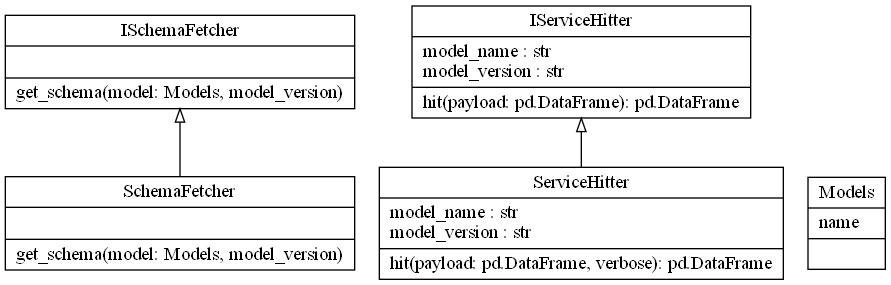 ISchemaFetcher
get_schema(model: Models, model_version)
SchemaFetcher
get_schema(model: Models, model_version)
IServiceHitter
model_name : str
model_version : str
hit(payload: pd.DataFrame): pd.DataFrame
ServiceHitter
model_name : str
model_version : str
hit(payload: pd.DataFrame, verbose): pd.DataFrame
Models
name